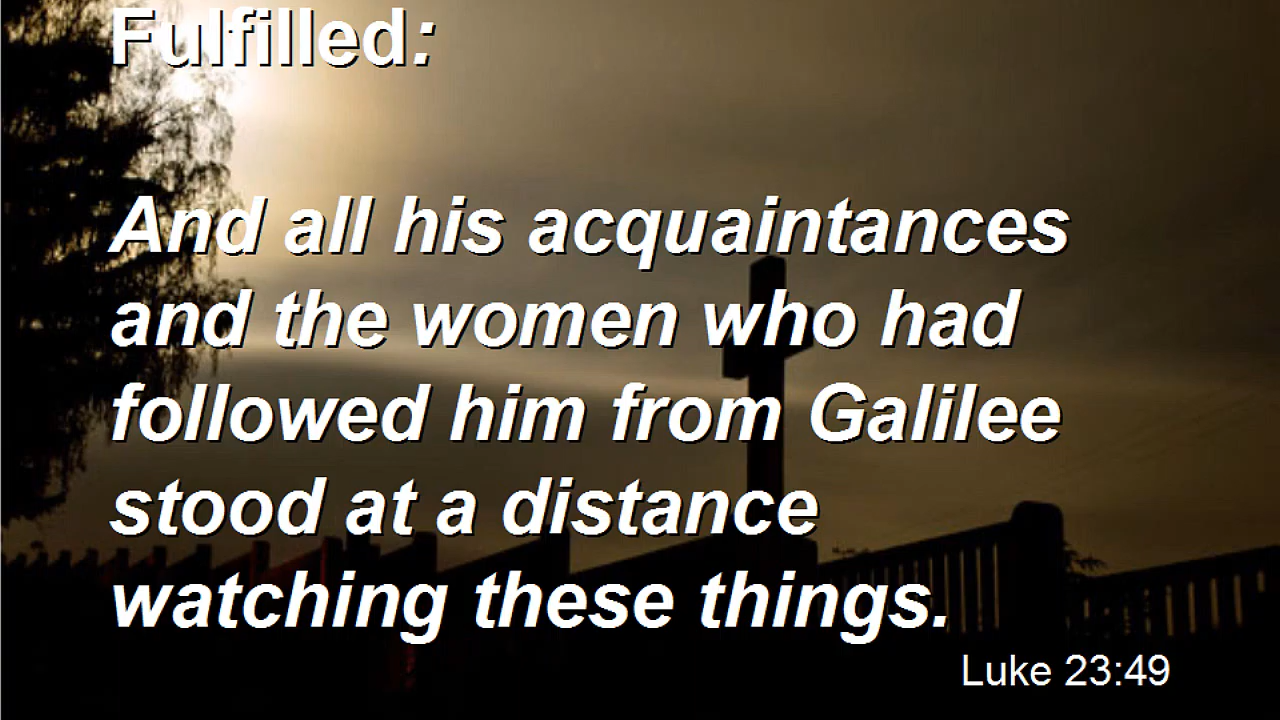 Fulfilled:
And all his acquaintances
and the women who had
followed him from Galilee
stood at a distance
watching these things.
Luke 23:49